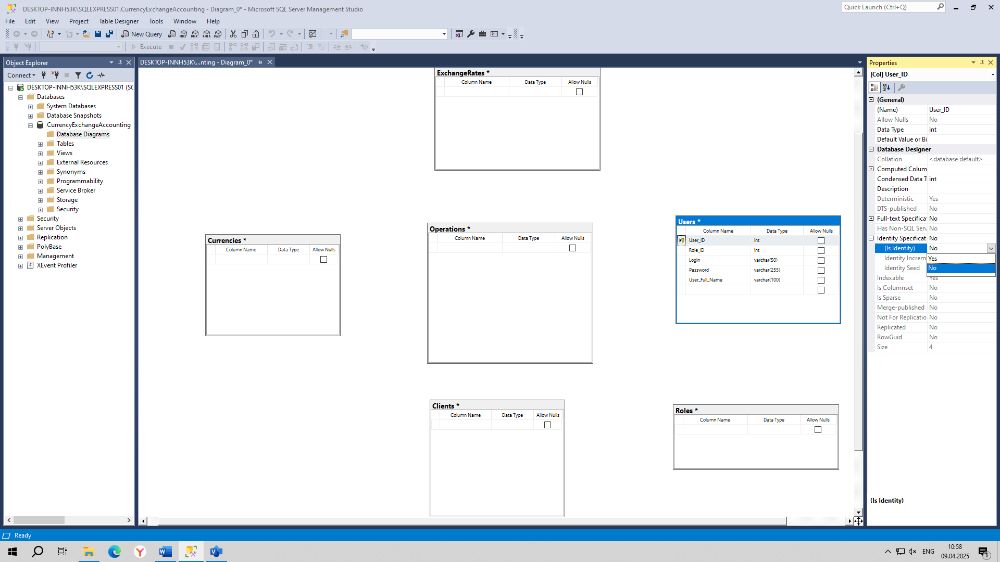 DESKTOP-INNH53K\SQLEXPRESS01.CurrencyExchangeAccounting - Diagram_0* - Microsoft SQL Server Management Studio
Quick Launch (Ctrl+Q)
File Edit View Project Table Designer Tools Window Help
New Query
MDX DMX XMLA DAX
Execute
Object Explorer
Connect
DESKTOP-INNH53K\SQLEXPRESS01 (SC
Databases
System Databases
Database Snapshots
CurrencyExchangeAccounting
Database Diagrams
Tables
Views
External Resources
Synonyms
Programmability
Service Broker
Storage
Security
Security
Server Objects
Replication
PolyBase
Management
XEvent Profiler
DESKTOP-INNH53K\...nting - Diagram_0*
ExchangeRates *
Column Name Data Type Allow Nulls
Currencies *
Column Name Data Type Allow Nulls
Operations *
Column Name Data Type Allow Nulls
Users *
Column Name Data Type Allow Nulls
User_ID int
Role_ID int
Login varchar(50)
Password varchar(255)
User_Full_Name varchar(100)
Clients *
Column Name Data Type Allow Nulls
Roles *
Column Name Data Type Allow Nulls
Properties
[Col] User_ID
(General)
(Name) User_ID
Allow Nulls No
Data Type int
Default Value or Bi
Database Designer
Collation <database default>
Computed Colum
Condensed Data T int
Description
Deterministic Yes
DTS-published No
Full-text Specifica No
Has Non-SQL Serv No
Identity Specificat No
(Is Identity) No
Identity Increm Yes
Identity Seed No
Indexable Yes
Is Columnset No
Is Sparse No
Merge-published No
Not For Replicatio No
Replicated No
RowGuid No
Size 4
(Is Identity)
Ready
ENG
10:58
09.04.2025
1